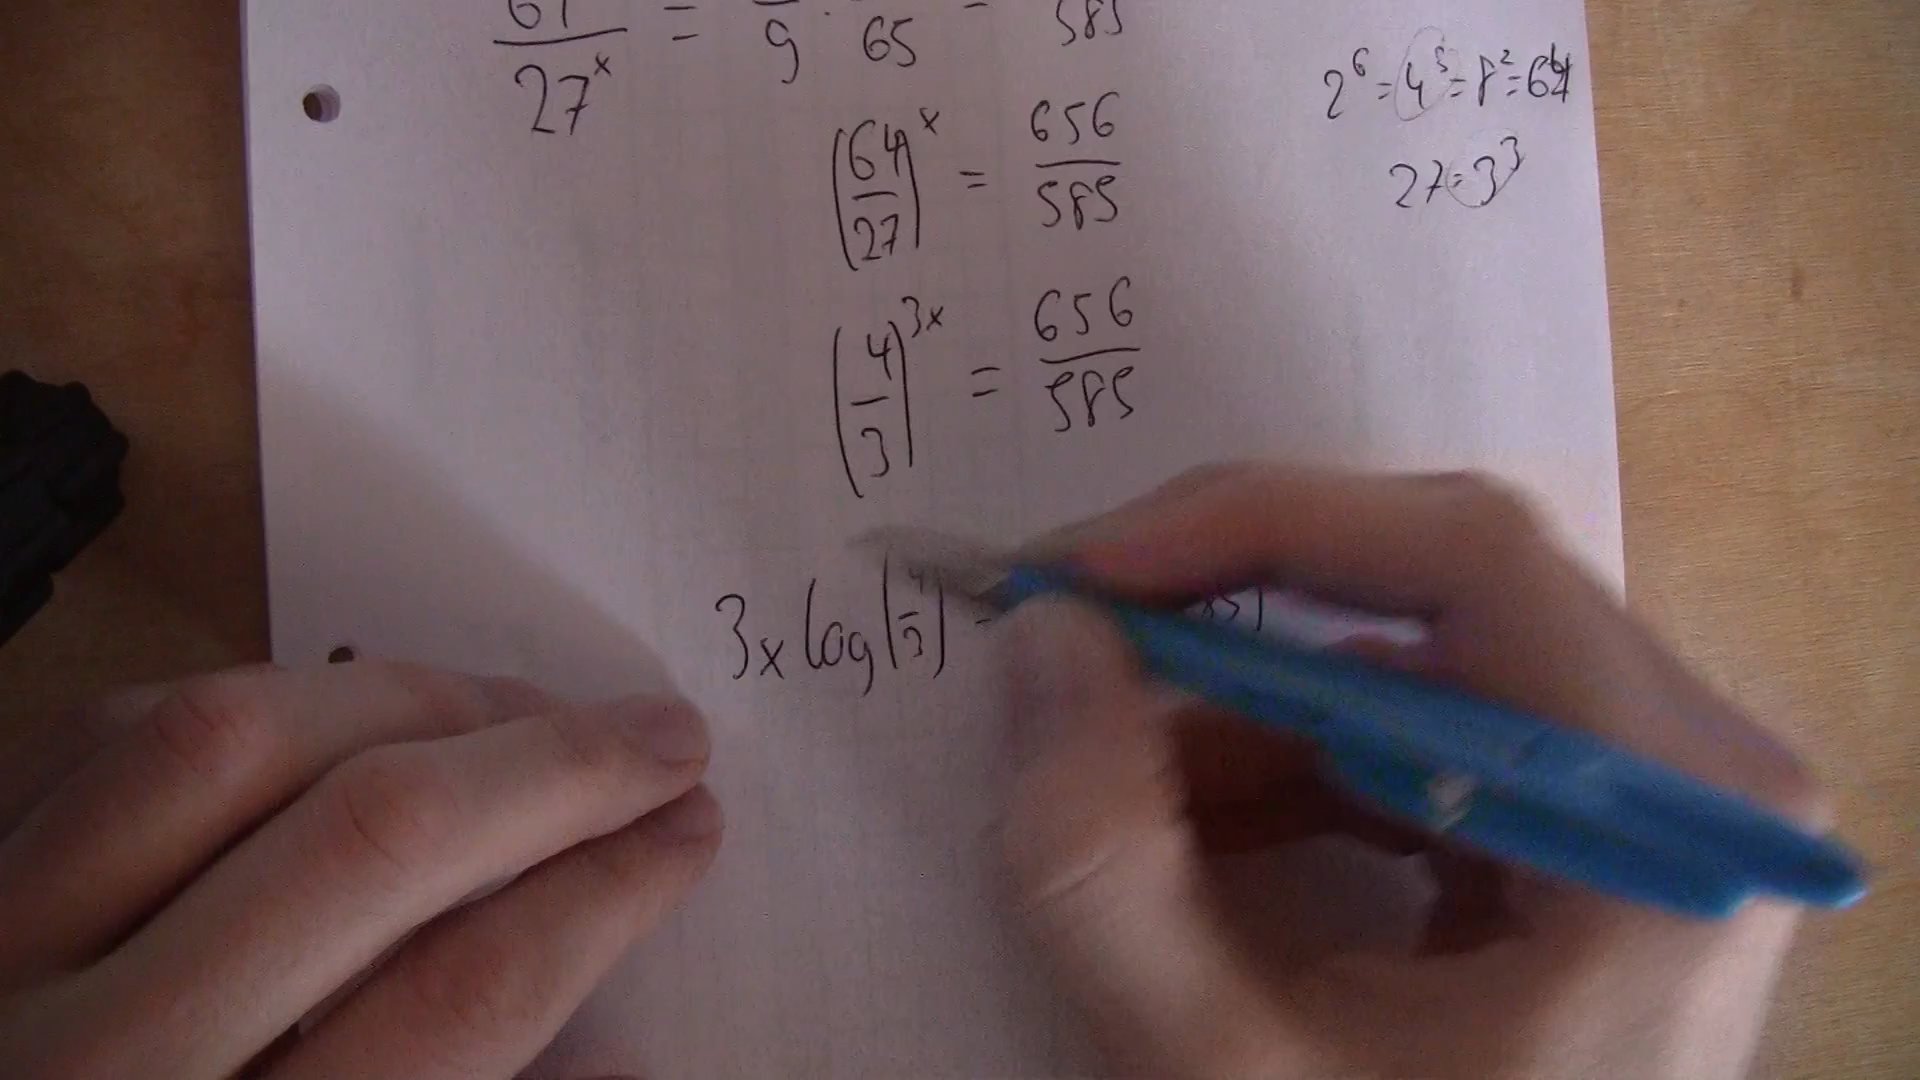 27^x = 9 · 65 = 585
2^6 = 4^3 = 8^2 = 64
(64/27)^x = 656/585
27 = 3^3
(4/3)^3x = 656/585
3x log(4/3) =